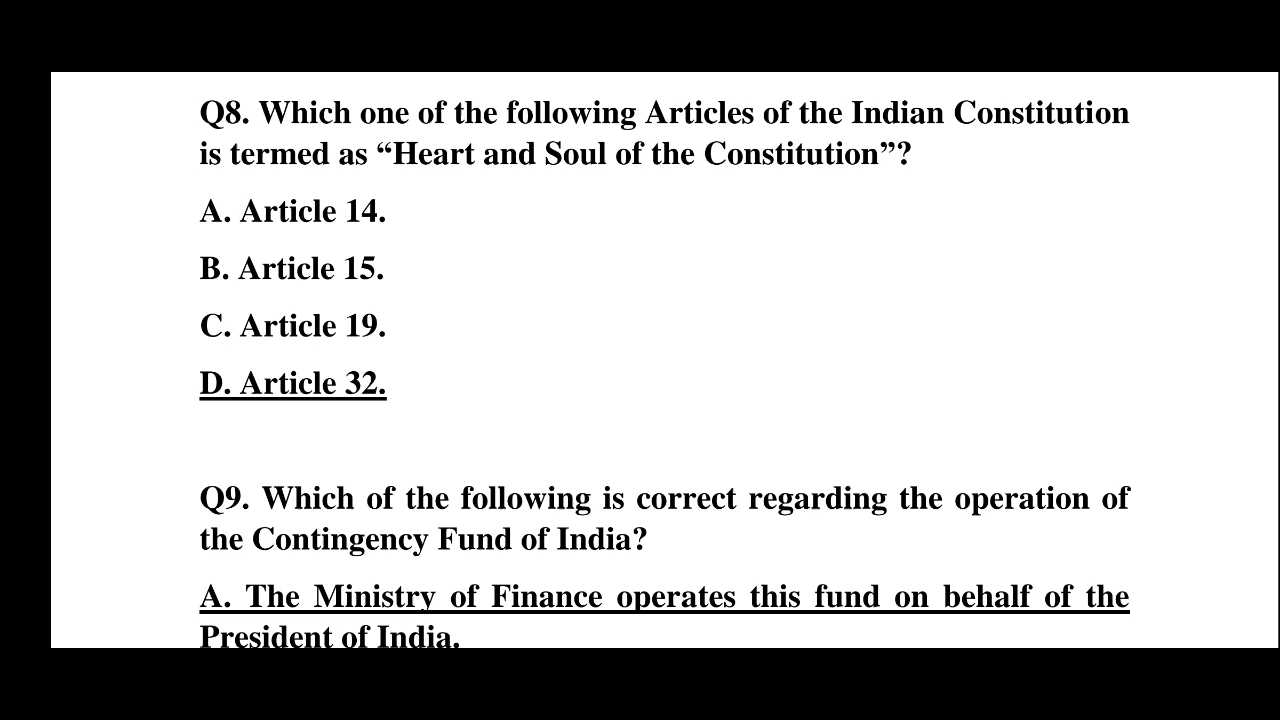 Q8. Which one of the following Articles of the Indian Constitution
is termed as “Heart and Soul of the Constitution”?
A. Article 14.
B. Article 15.
C. Article 19.
D. Article 32.
Q9. Which of the following is correct regarding the operation of
the Contingency Fund of India?
A. The Ministry of Finance operates this fund on behalf of the
President of India.